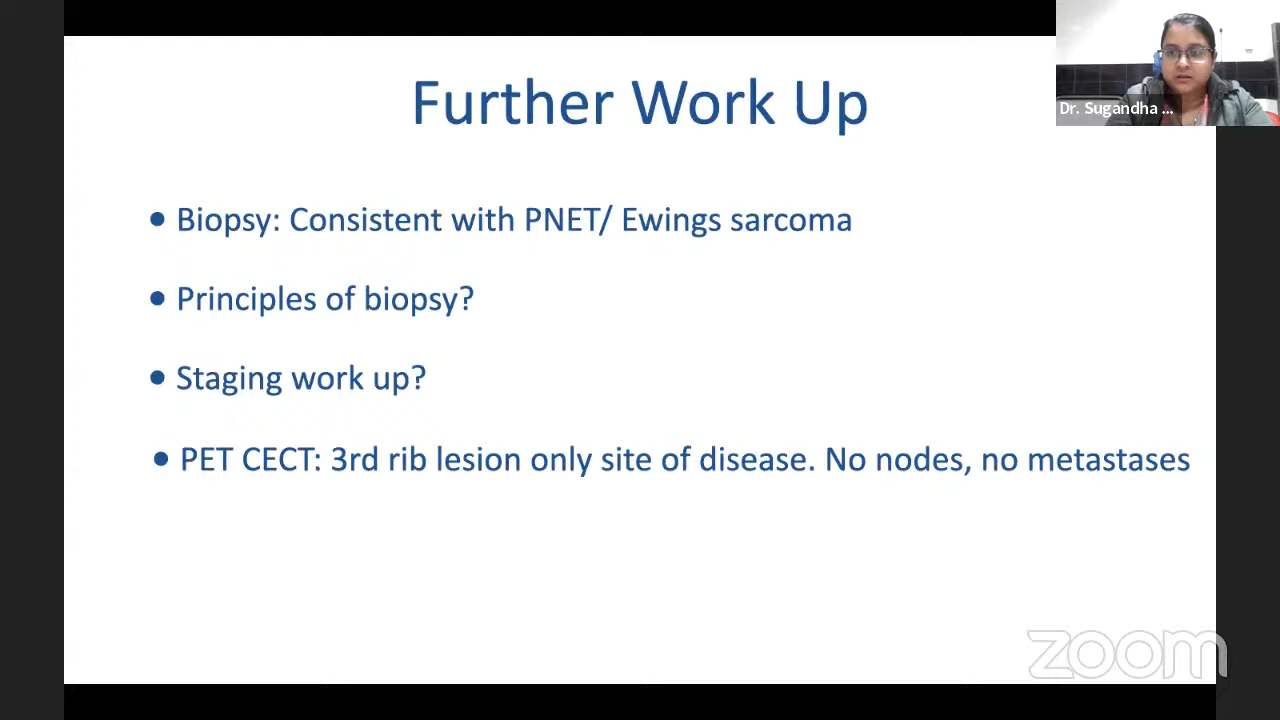 Further Work Up
Dr. Sugandha ...
• Biopsy: Consistent with PNET/ Ewings sarcoma
• Principles of biopsy?
• Staging work up?
• PET CECT: 3rd rib lesion only site of disease. No nodes, no metastases
zoom